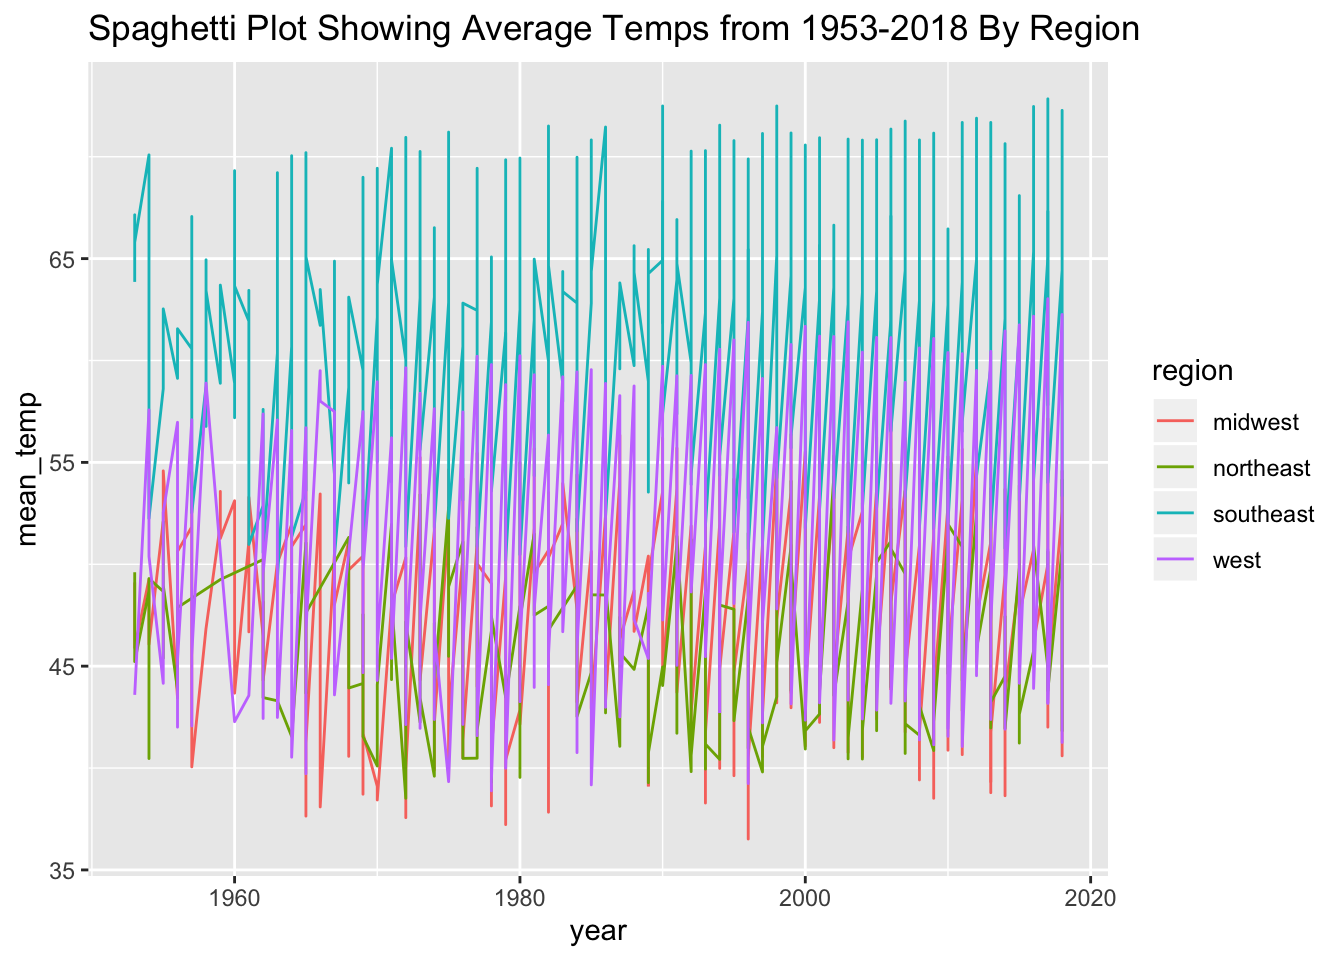 Spaghetti Plot Showing Average Temps from 1953-2018 By Region
mean_temp
65
55
45
35
1960
1980
2000
2020
year
region
midwest
northeast
southeast
west